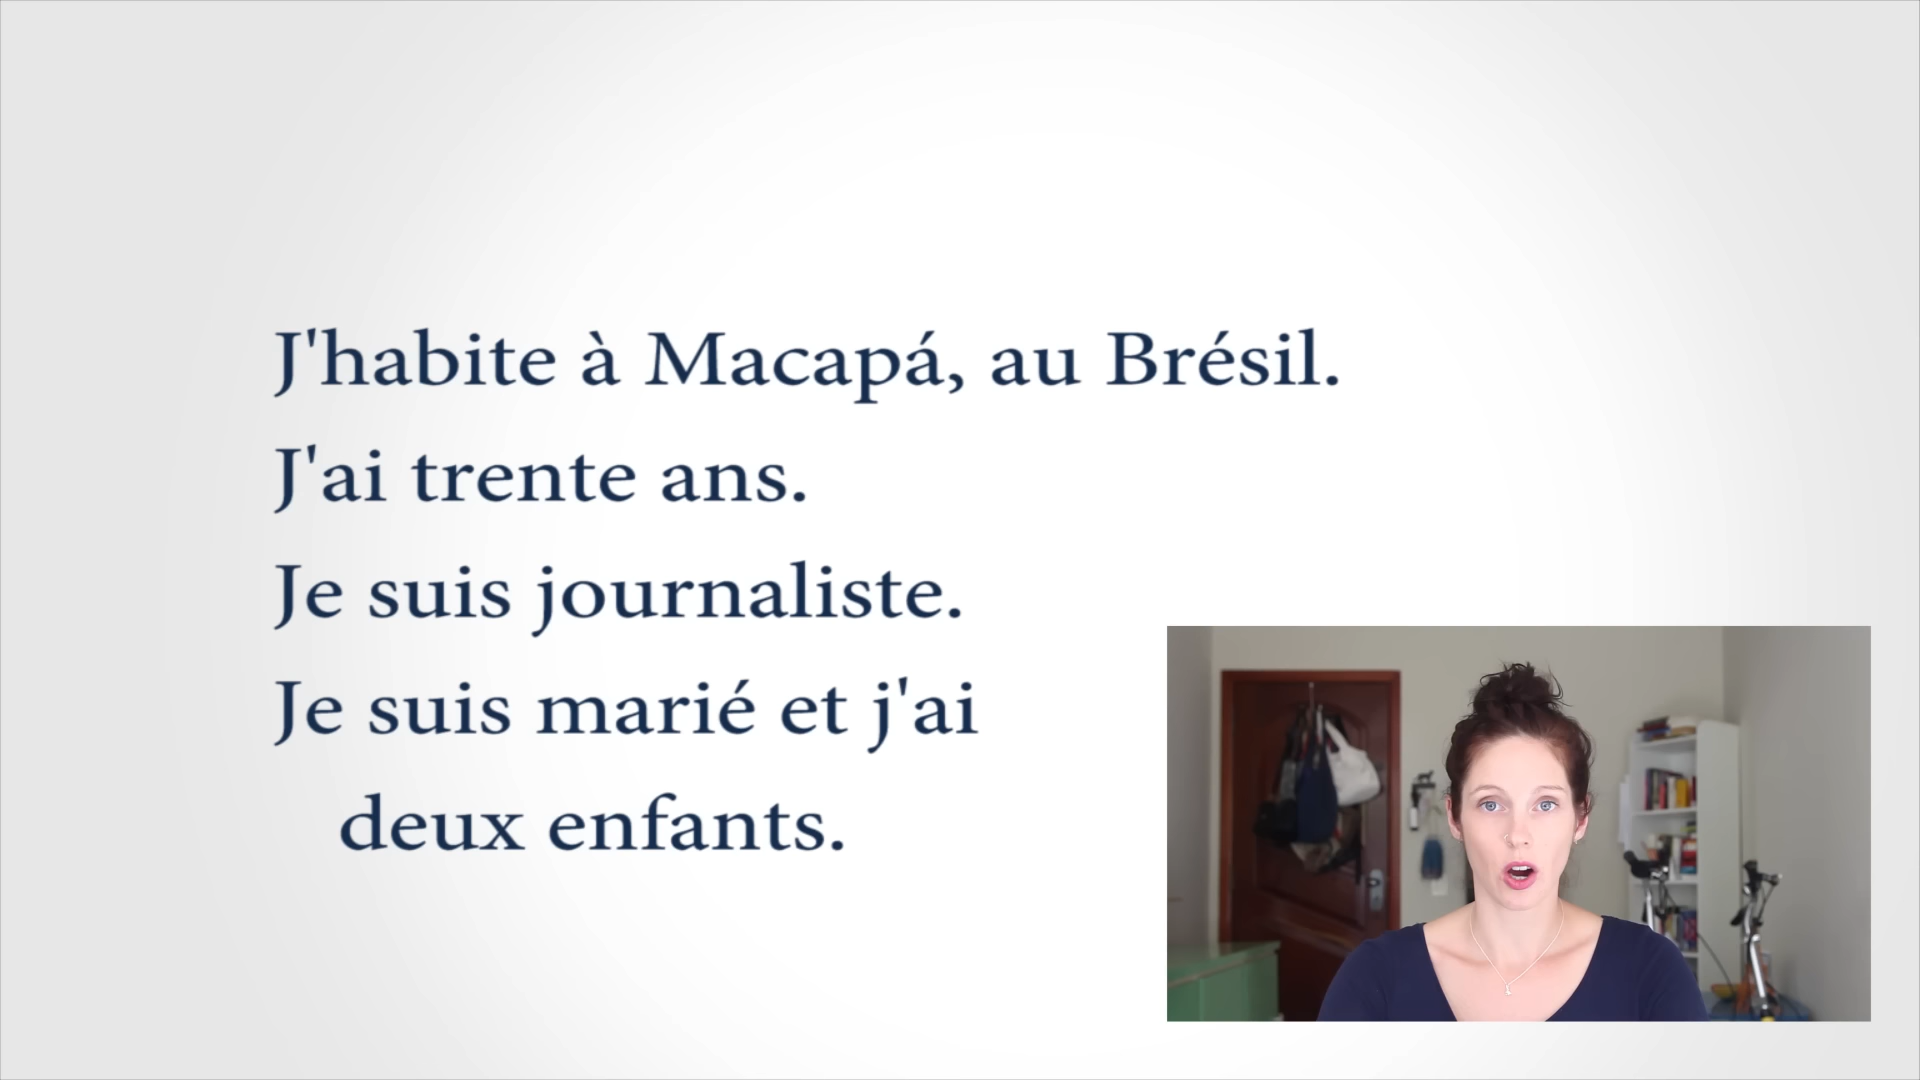 J'habite à Macapá, au Brésil.
J'ai trente ans.
Je suis journaliste.
Je suis marié et j'ai
deux enfants.